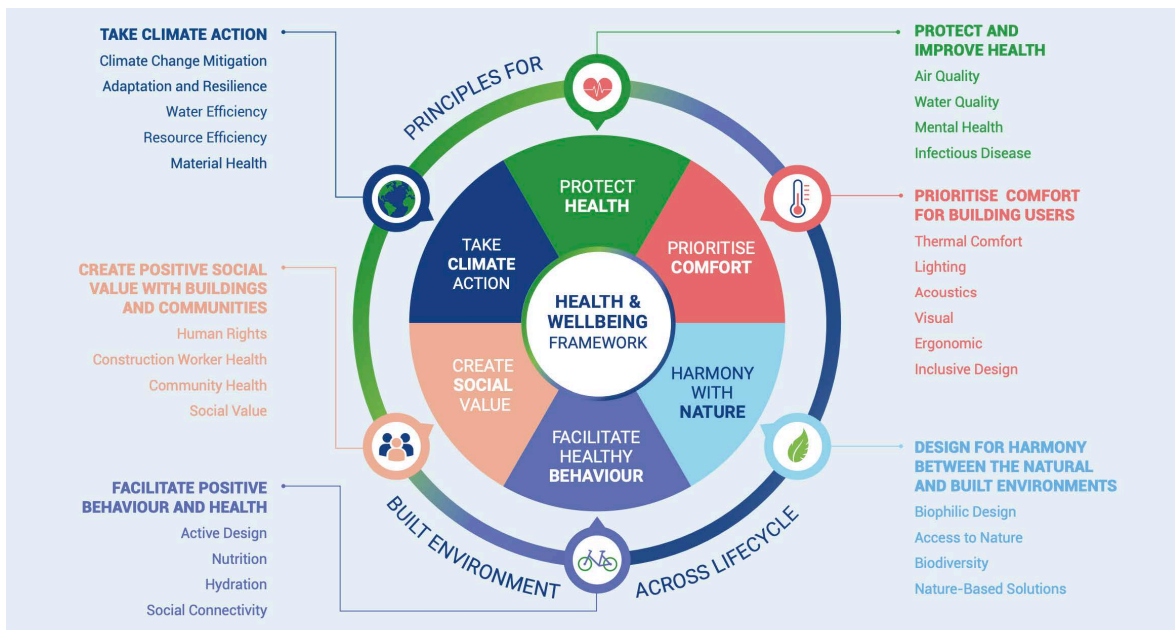 TAKE CLIMATE ACTION
Climate Change Mitigation
Adaptation and Resilience
Water Efficiency
Resource Efficiency
Material Health
CREATE POSITIVE SOCIAL
VALUE WITH BUILDINGS
AND COMMUNITIES
Human Rights
Construction Worker Health
Community Health
Social Value
FACILITATE POSITIVE
BEHAVIOUR AND HEALTH
Active Design
Nutrition
Hydration
Social Connectivity
PRINCIPLES FOR
BUILT ENVIRONMENT
ACROSS LIFECYCLE
PROTECT
HEALTH
PRIORITISE
COMFORT
HARMONY
WITH
NATURE
FACILITATE
HEALTHY
BEHAVIOUR
CREATE
SOCIAL
VALUE
TAKE
CLIMATE
ACTION
HEALTH &
WELLBEING
FRAMEWORK
PROTECT AND
IMPROVE HEALTH
Air Quality
Water Quality
Mental Health
Infectious Disease
PRIORITISE COMFORT
FOR BUILDING USERS
Thermal Comfort
Lighting
Acoustics
Visual
Ergonomic
Inclusive Design
DESIGN FOR HARMONY
BETWEEN THE NATURAL
AND BUILT ENVIRONMENTS
Biophilic Design
Access to Nature
Biodiversity
Nature-Based Solutions